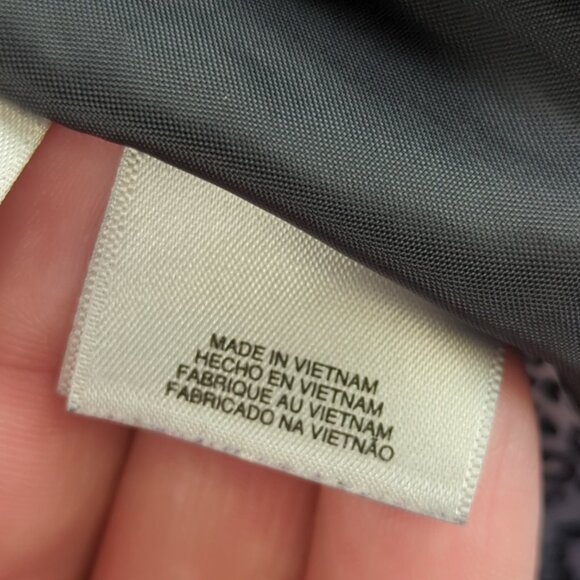 MADE IN VIETNAM
HECHO EN VIETNAM
FABRIQUE AU VIETNAM
FABRICADO NA VIETNÃO